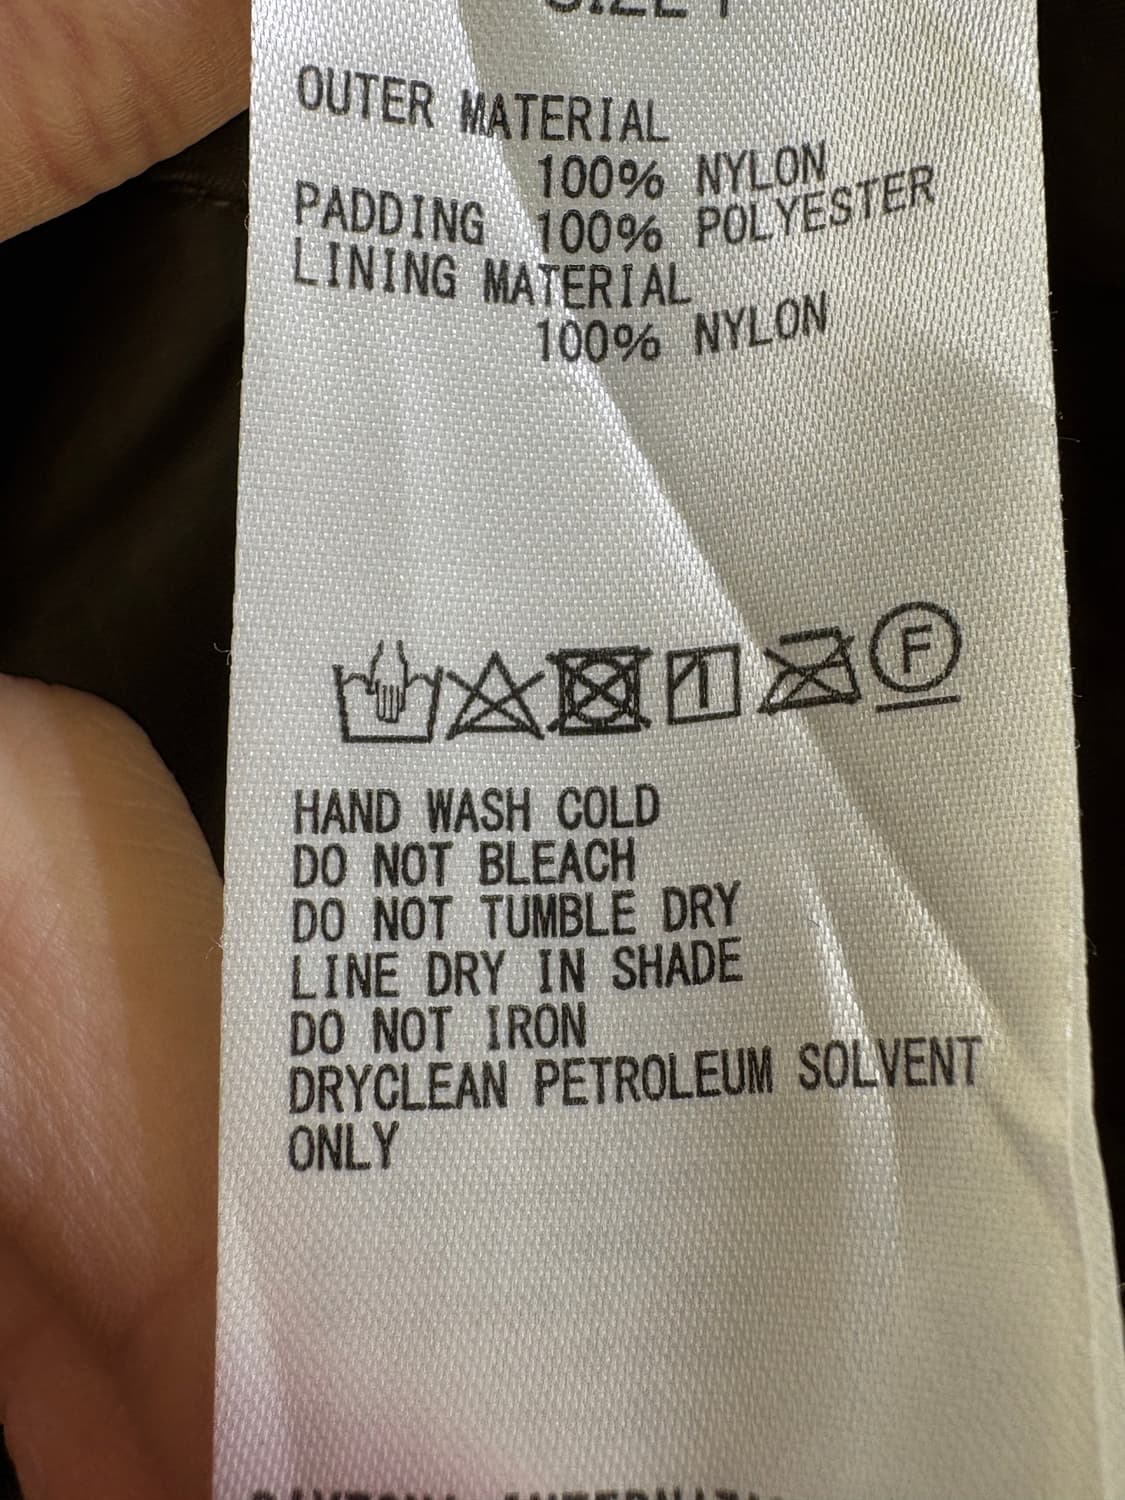 SIZE
OUTER MATERIAL
100% NYLON
PADDING 100% POLYESTER
LINING MATERIAL
100% NYLON
F
HAND WASH COLD
DO NOT BLEACH
DO NOT TUMBLE DRY
LINE DRY IN SHADE
DO NOT IRON
DRYCLEAN PETROLEUM SOLVENT
ONLY